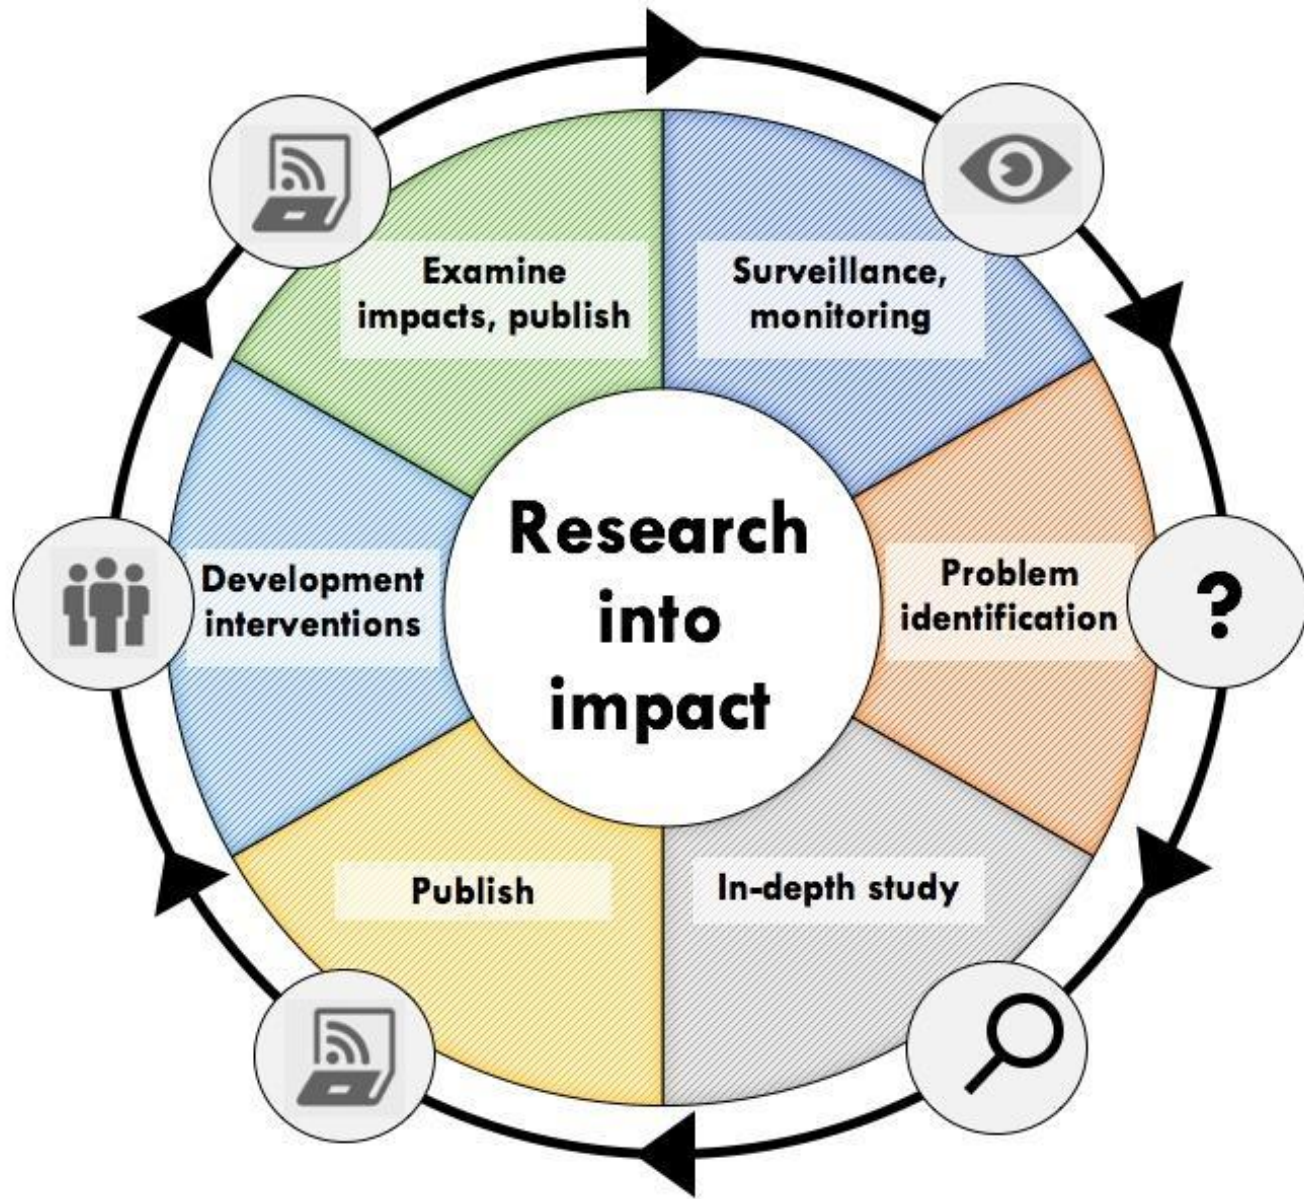 Examine
impacts, publish
Surveillance,
monitoring
Research
into
impact
Development
interventions
Problem
identification
?
Publish
In-depth study